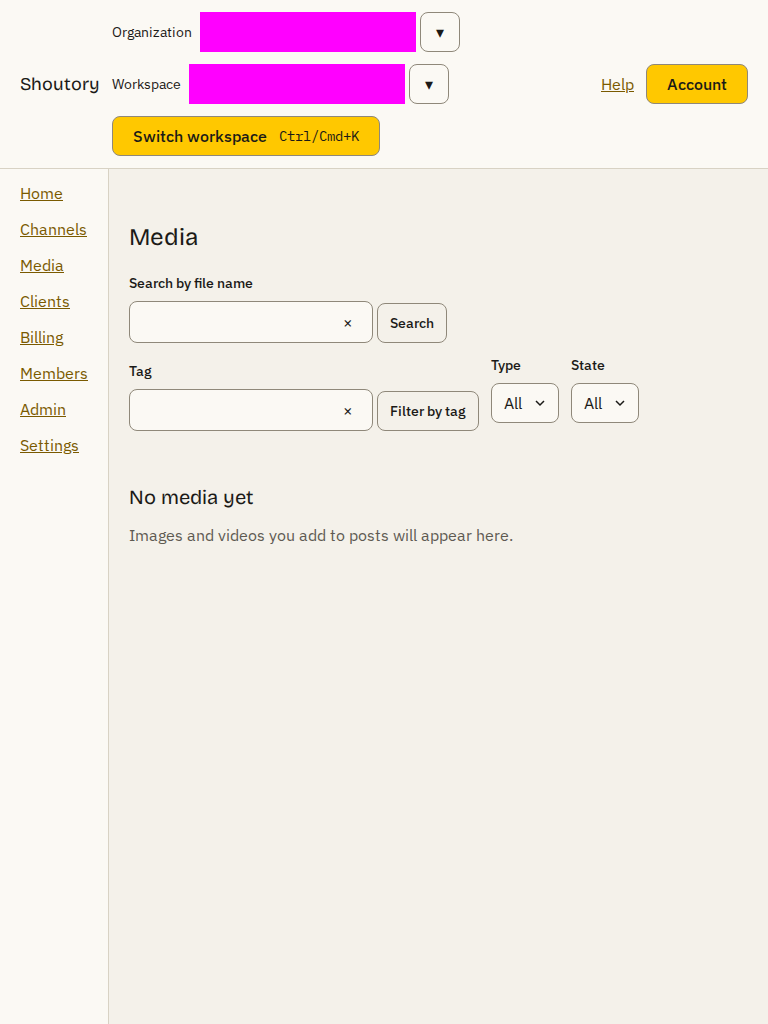 Organization ▼
Shoutory Workspace ▼ Help Account
Switch workspace Ctrl/Cmd+K
Home
Channels
Media
Clients
Billing
Members
Admin
Settings
Media
Search by file name
× Search
Tag Type State
× Filter by tag All All
No media yet
Images and videos you add to posts will appear here.